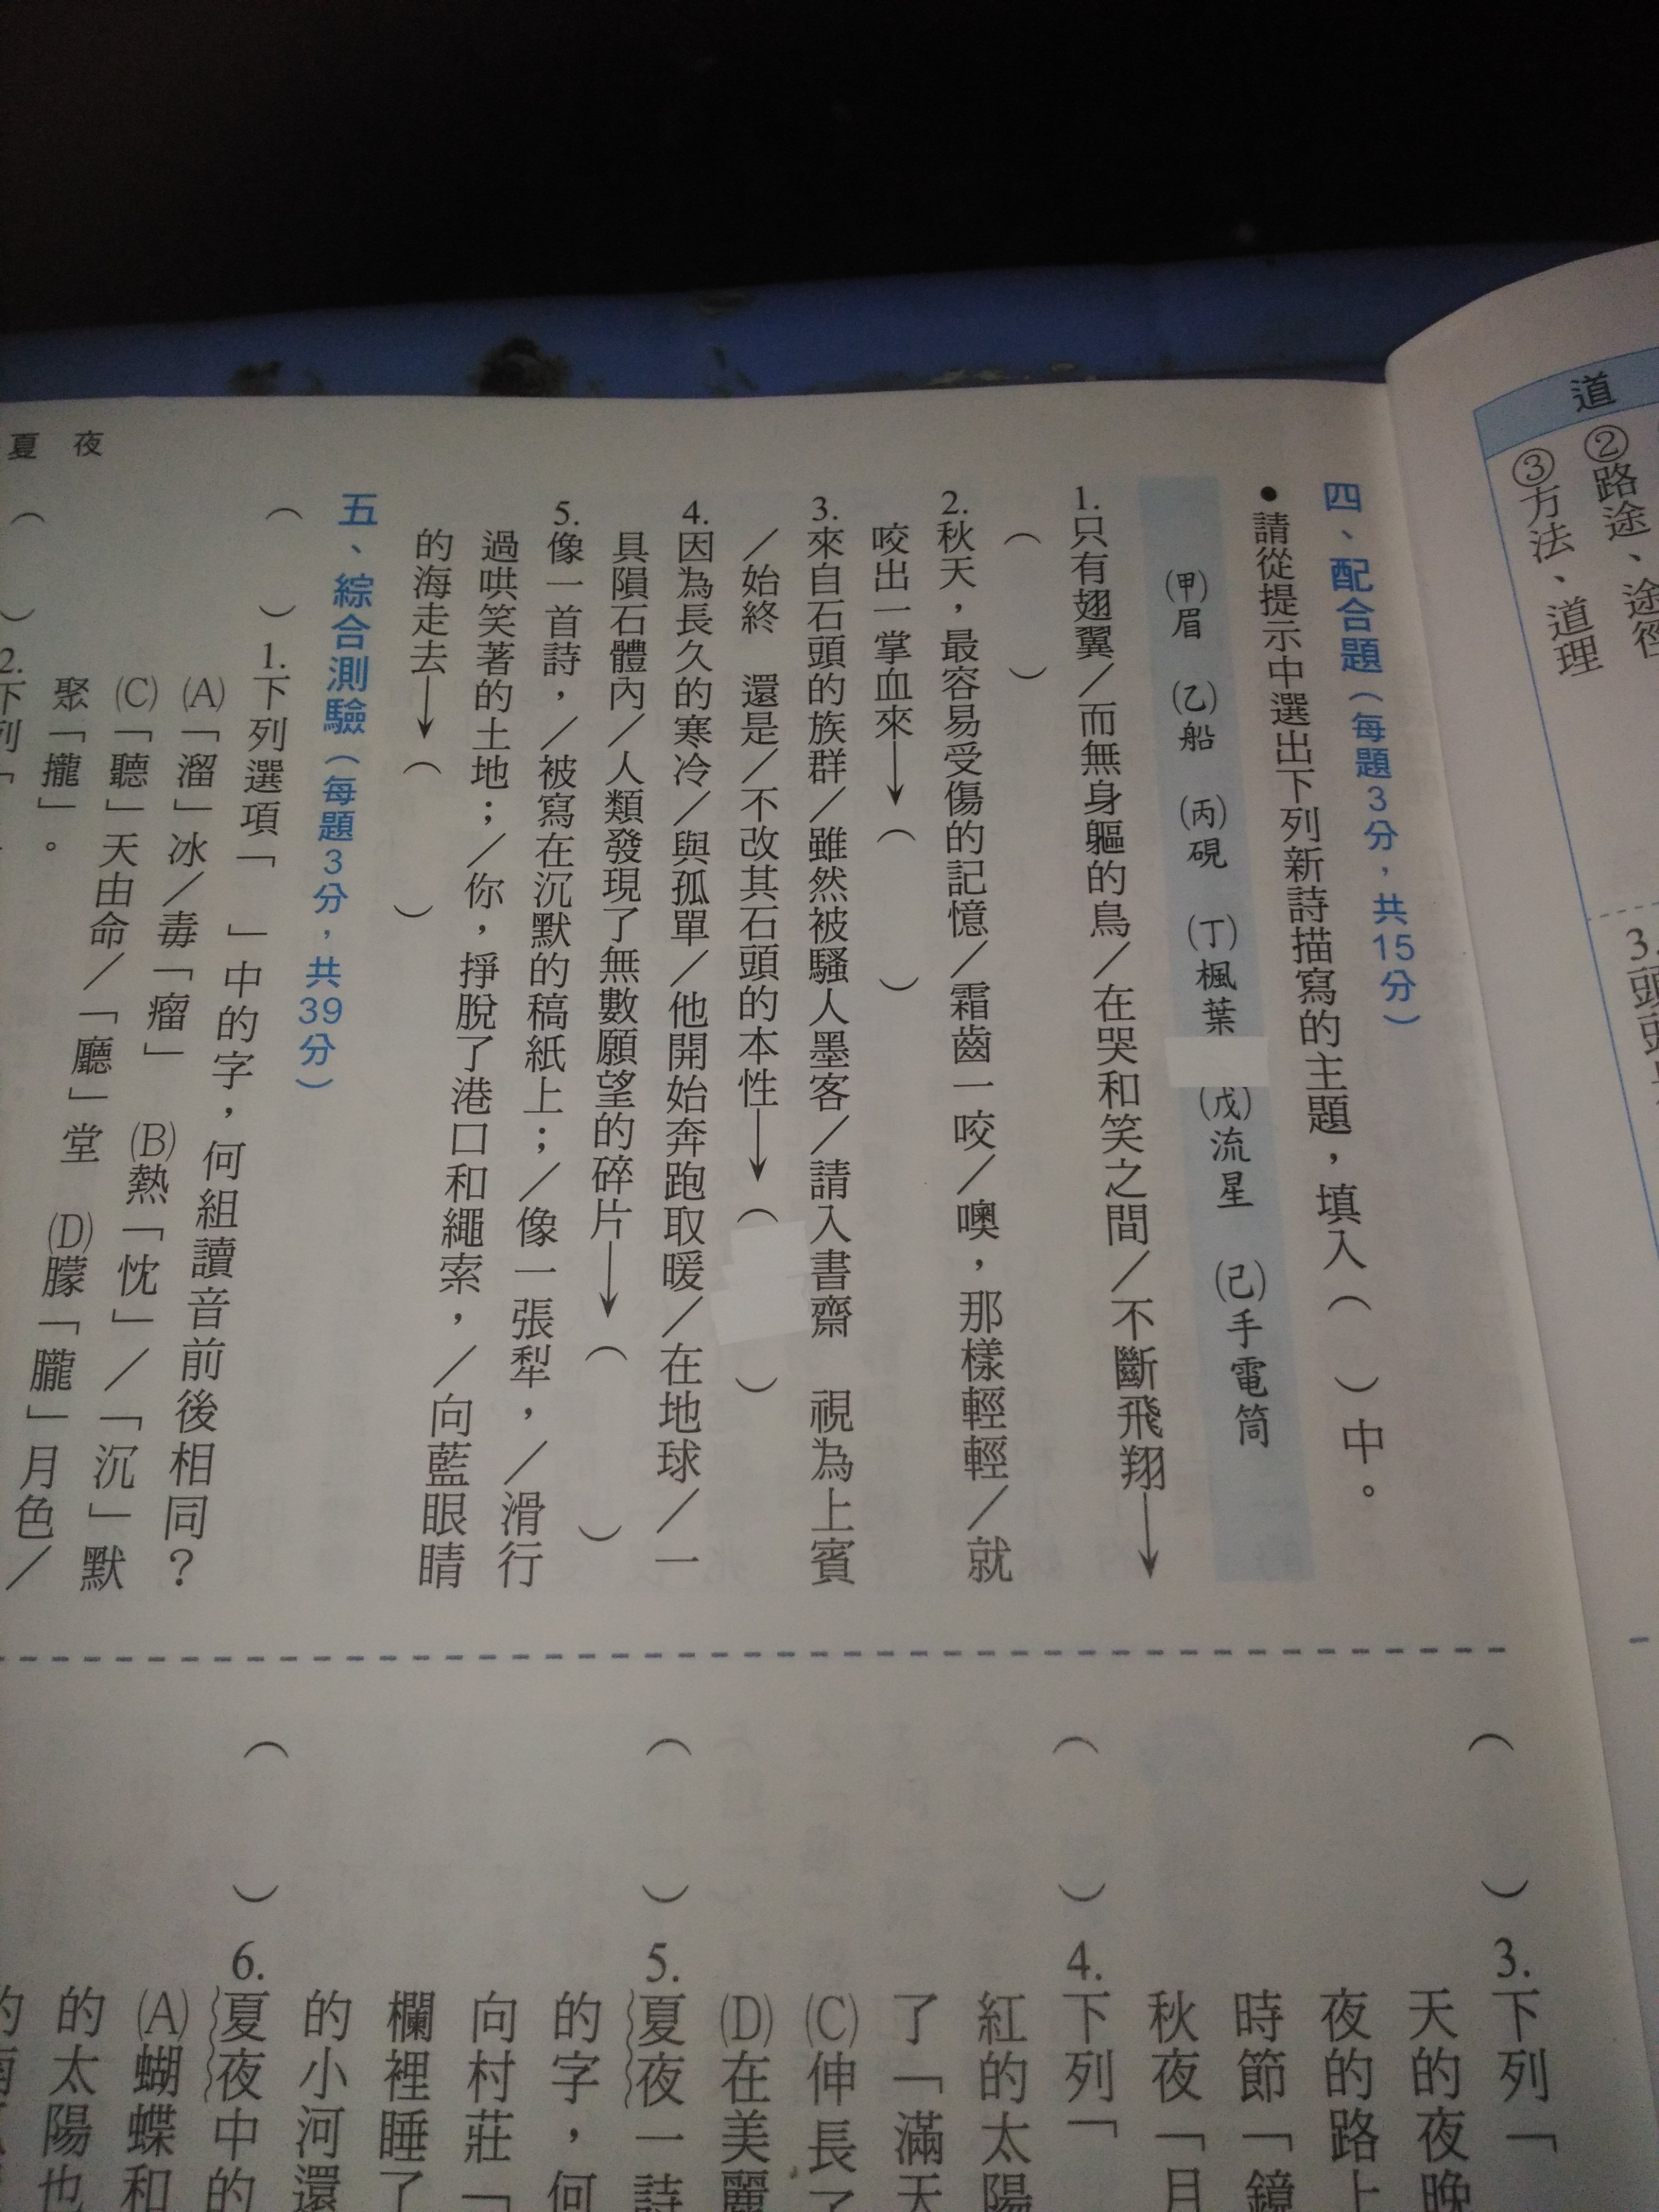 道
②路途、途徑
③方法、道理
3.頭
四、配合題（每題3分，共15分）
●請從提示中選出下列新詩描寫的主題，填入（　）中。
(甲)眉　(乙)船　(丙)硯　(丁)楓葉　(戊)流星　(己)手電筒
1.只有翅翼／而無身軀的鳥／在哭和笑之間／不斷飛翔→
（　）
2.秋天，最容易受傷的記憶／霜齒一咬／噢，那樣輕輕／就
咬出一掌血來→（　）
3.來自石頭的族群／雖然被騷人墨客／請入書齋　視為上賓
／始終　還是／不改其石頭的本性→（　）
4.因為長久的寒冷／與孤單／他開始奔跑取暖／在地球／一
具隕石體內／人類發現了無數願望的碎片→（　）
5.像一首詩，／被寫在沉默的稿紙上；／像一張犁，／滑行
過哄笑著的土地；／你，掙脫了港口和繩索，／向藍眼睛
的海走去→（　）
五、綜合測驗（每題3分，共39分）
（　）1.下列選項「　」中的字，何組讀音前後相同？
(A)「溜」冰／毒「瘤」　(B)熱「忱」／「沉」默
(C)「聽」天由命／「廳」堂　(D)朦「朧」月色／
聚「攏」。
（　）2.下列「
夏夜
（　）3.下列「
天的夜晚
夜的路上
時節「鏡
秋夜「月
（　）4.下列「
紅的太陽
了「滿天
(C)伸長了
(D)在美麗
（　）5.夏夜一詩
的字，何
向村莊「
欄裡睡了
的小河還
（　）6.夏夜中的
(A)蝴蝶和
的太陽也
的